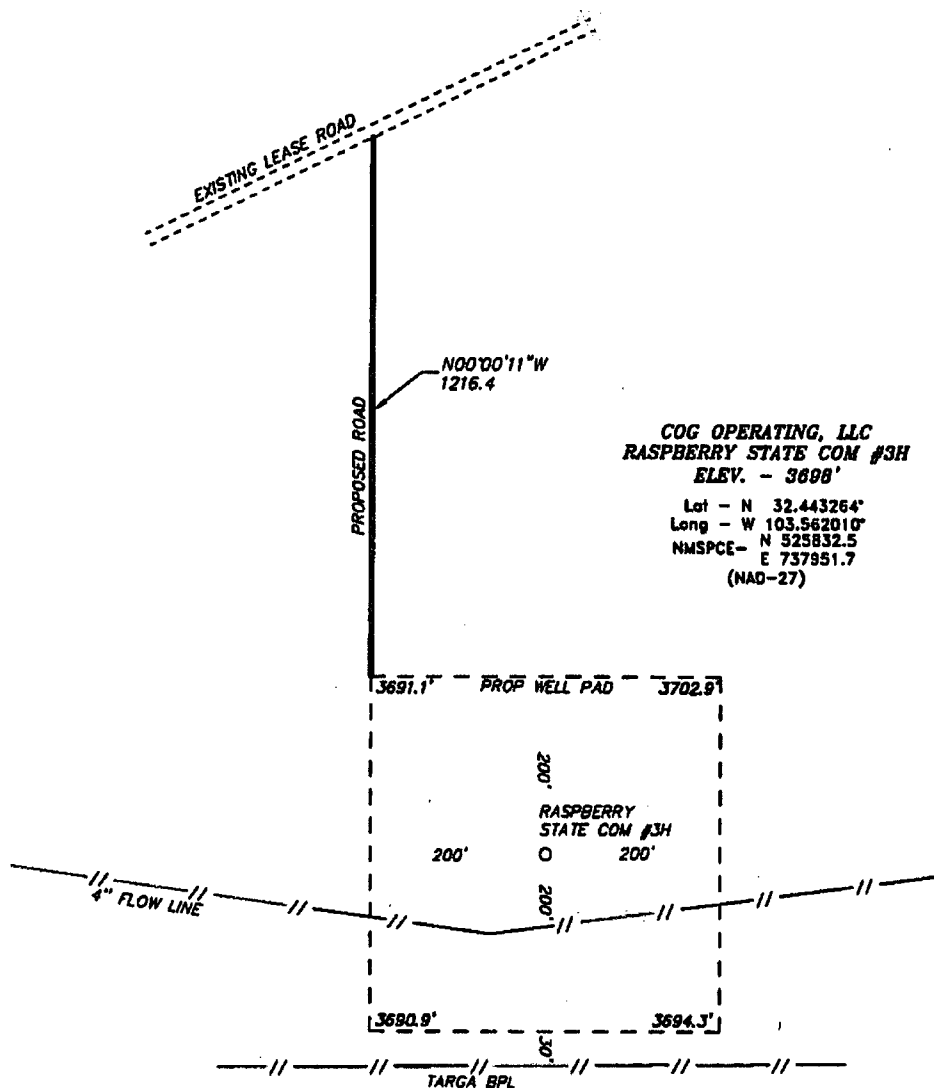 EXISTING LEASE ROAD
N00°00'11"W
1216.4
PROPOSED ROAD
COG OPERATING, LLC
RASPBERRY STATE COM #3H
ELEV. - 3698'
Lat - N 32.443264°
Long - W 103.562010°
NMSPCE- N 525832.5
E 737951.7
(NAD-27)
3691.1' PROP WELL PAD 3702.9'
200'
RASPBERRY
STATE COM #3H
200' 200'
200'
4" FLOW LINE
3690.9' 3694.3'
30'
TARGA BPL